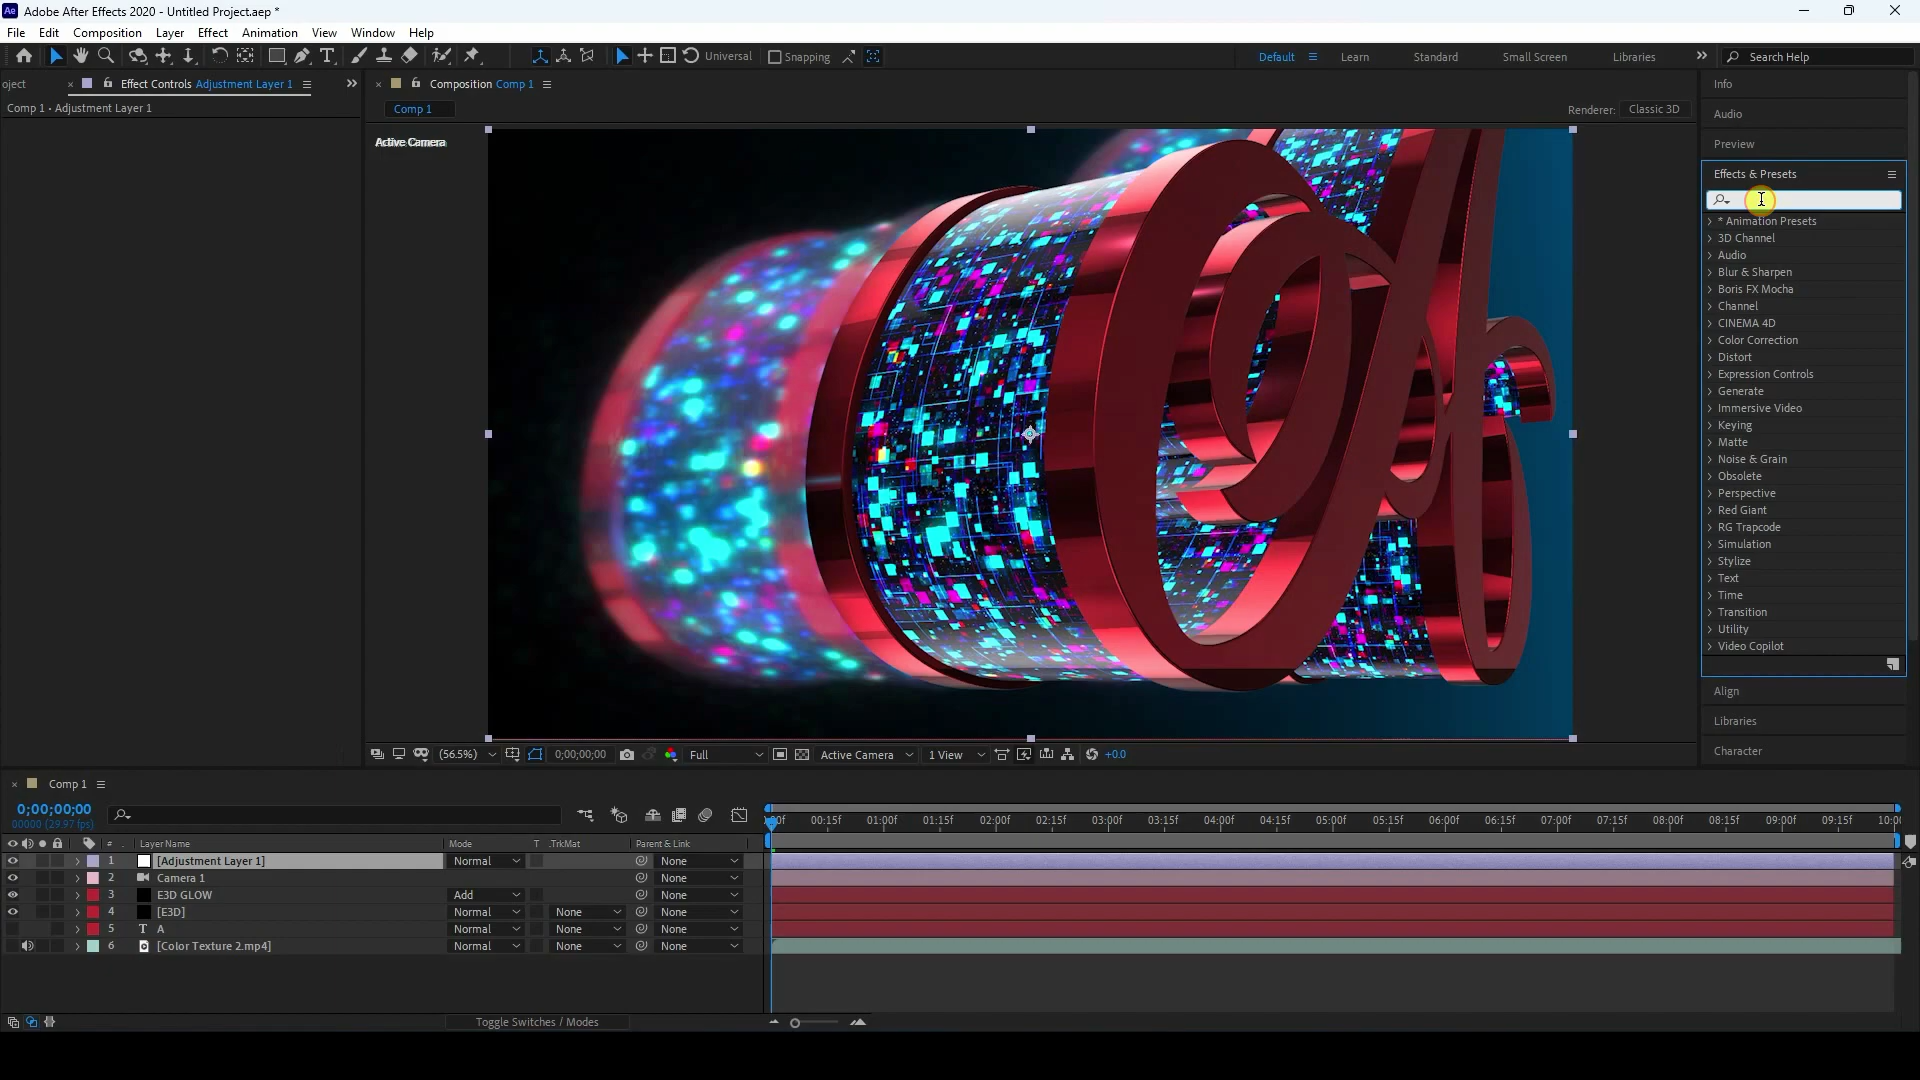 Ae Adobe After Effects 2020 - Untitled Project.aep *
File Edit Composition Layer Effect Animation View Window Help
Universal Snapping Default Learn Standard Small Screen Libraries Search Help
oject Effect Controls Adjustment Layer 1
Comp 1 • Adjustment Layer 1
Composition Comp 1
Comp 1
Renderer: Classic 3D
Active Camera
Info
Audio
Preview
Effects & Presets
* Animation Presets
3D Channel
Audio
Blur & Sharpen
Boris FX Mocha
Channel
CINEMA 4D
Color Correction
Distort
Expression Controls
Generate
Immersive Video
Keying
Matte
Noise & Grain
Obsolete
Perspective
Red Giant
RG Trapcode
Simulation
Stylize
Text
Time
Transition
Utility
Video Copilot
Align
Libraries
Character
(56.5%) 0;00;00;00 Full Active Camera 1 View +0.0
Comp 1
0;00;00;00
00000 (29.97 fps)
:00f 00:15f 01:00f 01:15f 02:00f 02:15f 03:00f 03:15f 04:00f 04:15f 05:00f 05:15f 06:00f 06:15f 07:00f 07:15f 08:00f 08:15f 09:00f 09:15f 10:00
# Layer Name Mode T .TrkMat Parent & Link
1 [Adjustment Layer 1] Normal None
2 Camera 1 None
3 E3D GLOW Add None
4 [E3D] Normal None None
5 T A Normal None None
6 [Color Texture 2.mp4] Normal None None
Toggle Switches / Modes